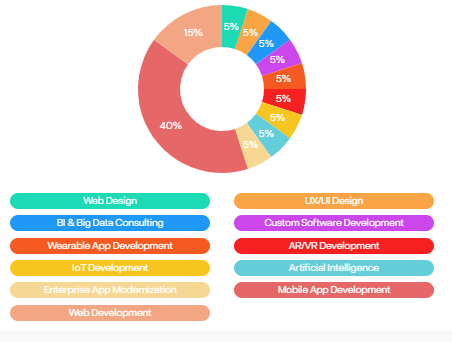 5%
5%
15%
5%
5%
5%
5%
5%
40%
5%
5%
Web Design
UX/UI Design
BI & Big Data Consulting
Custom Software Development
Wearable App Development
AR/VR Development
IoT Development
Artificial Intelligence
Enterprise App Modernization
Mobile App Development
Web Development